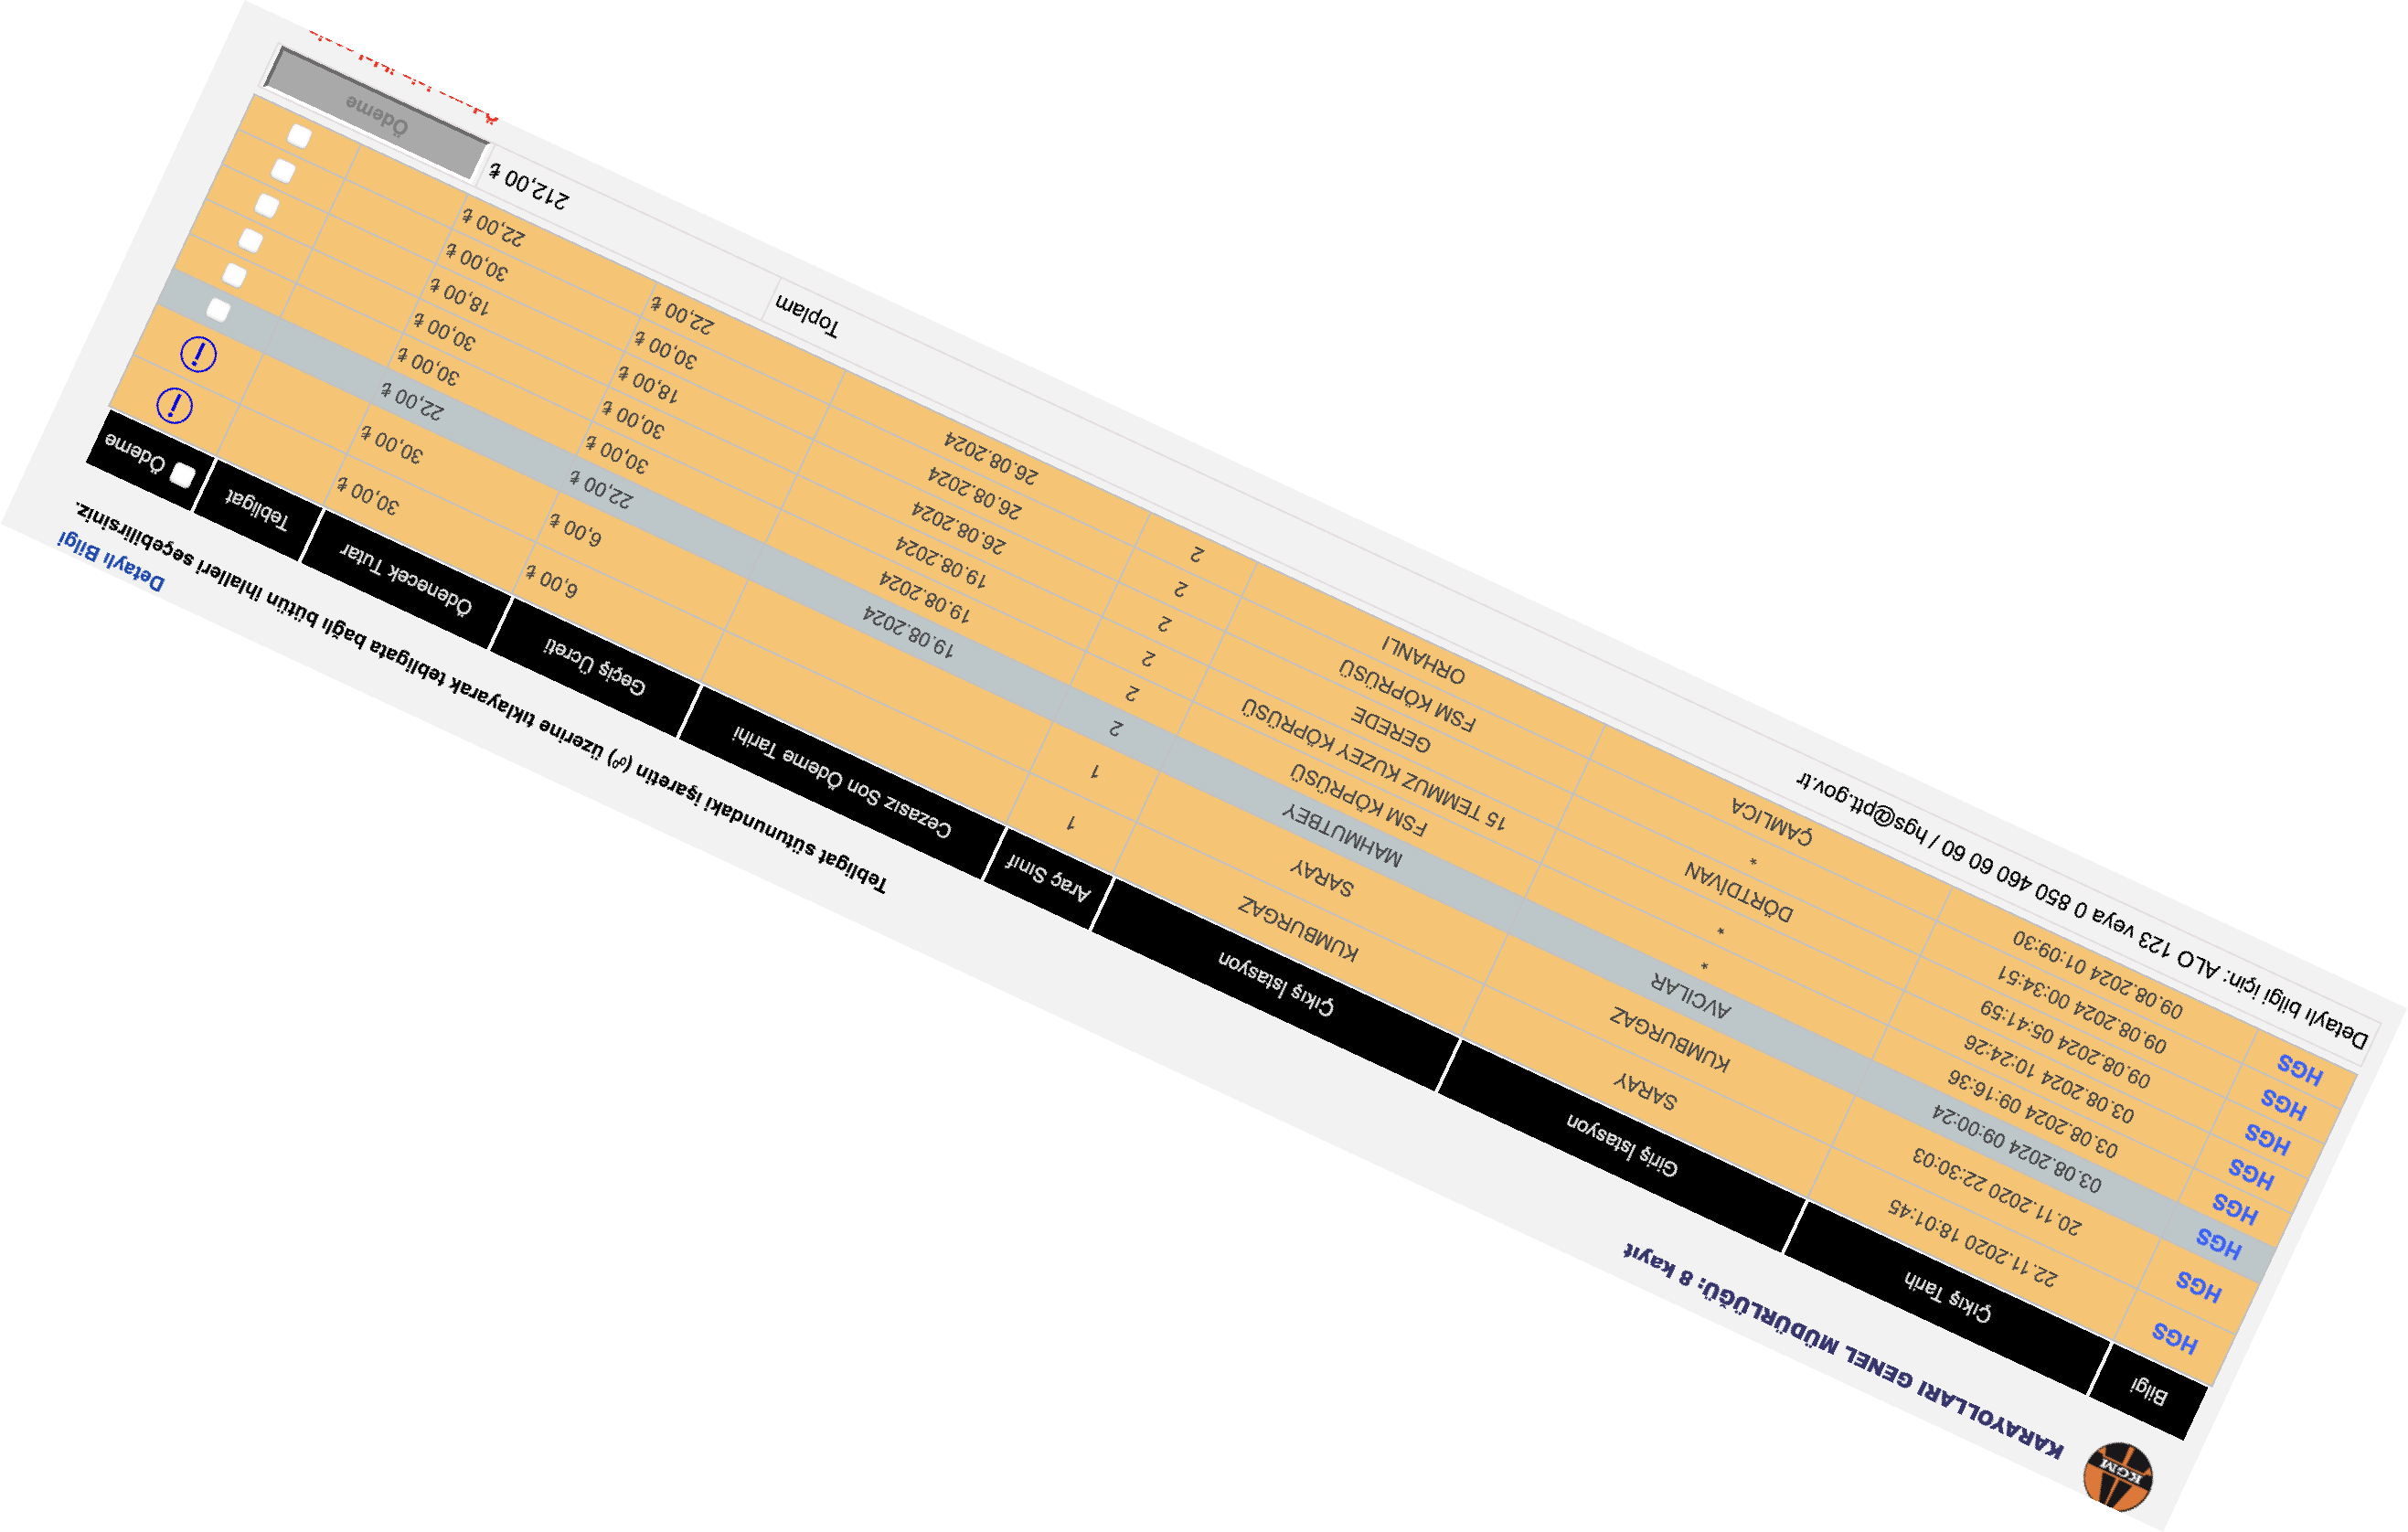 KGM
KARAYOLLARI GENEL MÜDÜRLÜĞÜ: 8 kayıt
Detaylı Bilgi
Tebligat sütunundaki işaretin (🔗) üzerine tıklayarak tebligata bağlı bütün ihlalleri seçebilirsiniz.
Bilgi Çıkış Tarih Giriş İstasyon Çıkış İstasyon Araç Sınıf Cezasız Son Ödeme Tarihi Geçiş Ücreti Ödenecek Tutar Tebligat Ödeme
HGS 22.11.2020 18:01:45 SARAY KUMBURGAZ 1 6,00 ₺ 30,00 ₺
HGS 20.11.2020 22:30:03 KUMBURGAZ SARAY 1 6,00 ₺ 30,00 ₺
HGS 03.08.2024 09:00:24 AVCILAR MAHMUTBEY 2 19.08.2024 22,00 ₺ 22,00 ₺
HGS 03.08.2024 09:16:36 * FSM KÖPRÜSÜ 2 19.08.2024 30,00 ₺ 30,00 ₺
HGS 03.08.2024 10:24:26 * 15 TEMMUZ KUZEY KÖPRÜSÜ 2 19.08.2024 30,00 ₺ 30,00 ₺
HGS 09.08.2024 05:41:59 DÖRTDİVAN GEREDE 2 26.08.2024 18,00 ₺ 18,00 ₺
HGS 09.08.2024 00:34:51 * FSM KÖPRÜSÜ 2 26.08.2024 30,00 ₺ 30,00 ₺
HGS 09.08.2024 01:09:30 ÇAMLICA ORHANLI 2 26.08.2024 22,00 ₺ 22,00 ₺
Detaylı bilgi için: ALO 123 veya 0 850 460 60 60 / hgs@ptt.gov.tr Toplam 212,00 ₺ Ödeme